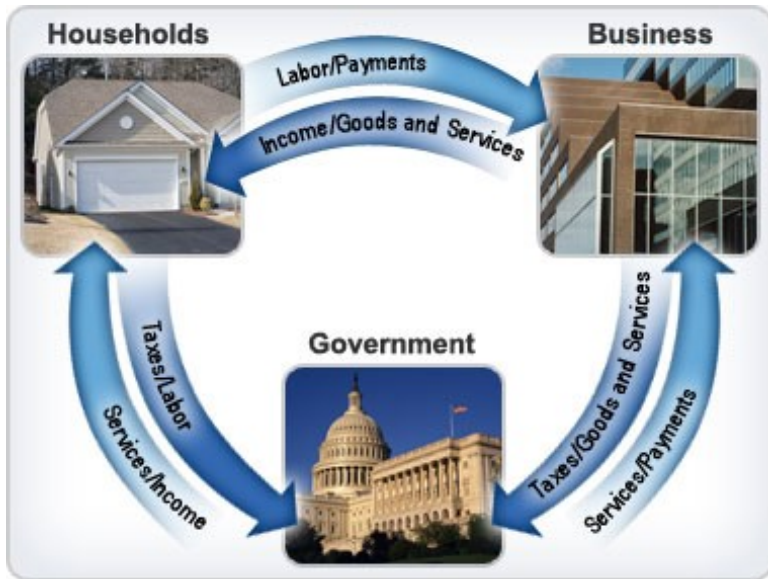 Households
Business
Labor/Payments
Income/Goods and Services
Government
Taxes/Labor
Services/Income
Taxes/Goods and Services
Services/Payments